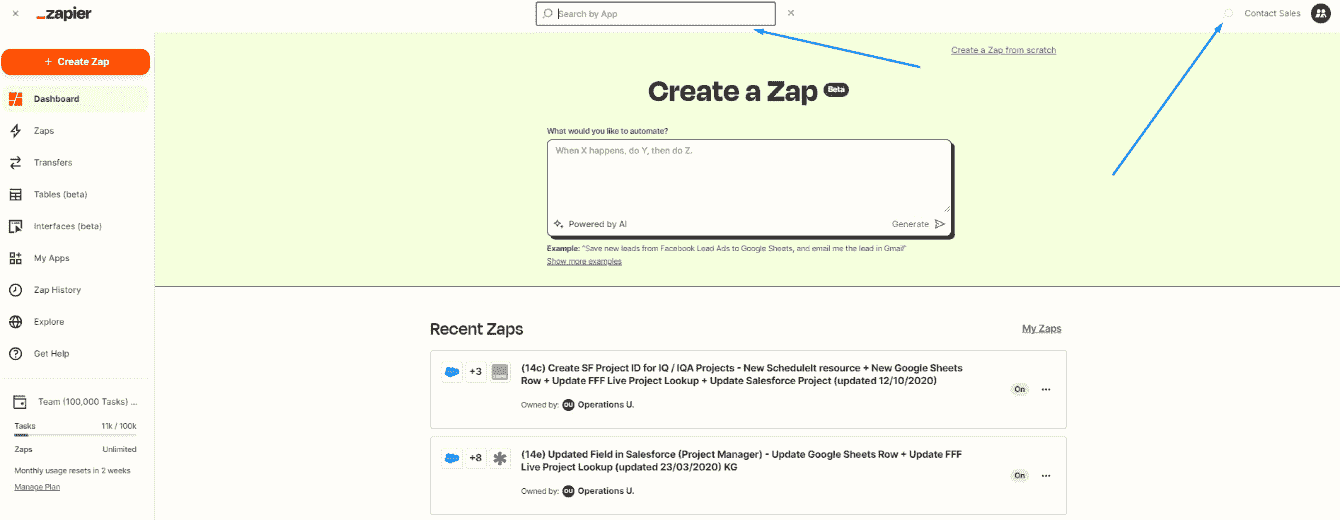 zapier
Search by App
Contact Sales
+ Create Zap
Dashboard
Zaps
Transfers
Tables (beta)
Interfaces (beta)
My Apps
Zap History
Explore
Get Help
Team (100,000 Tasks) ...
Tasks 11k / 100k
Zaps Unlimited
Monthly usage resets in 2 weeks
Manage Plan
Create a Zap from scratch
Create a Zap Beta
What would you like to automate?
When X happens, do Y, then do Z.
Powered by AI Generate
Example: "Save new leads from Facebook Lead Ads to Google Sheets, and email me the lead in Gmail"
Show more examples
Recent Zaps My Zaps
+3 (14c) Create SF Project ID for IQ / IQA Projects - New ScheduleIt resource + New Google Sheets
Row + Update FFF Live Project Lookup + Update Salesforce Project (updated 12/10/2020)
On ...
Owned by: OU Operations U.
+8 (14e) Updated Field in Salesforce (Project Manager) - Update Google Sheets Row + Update FFF
Live Project Lookup (updated 23/03/2020) KG
On ...
Owned by: OU Operations U.